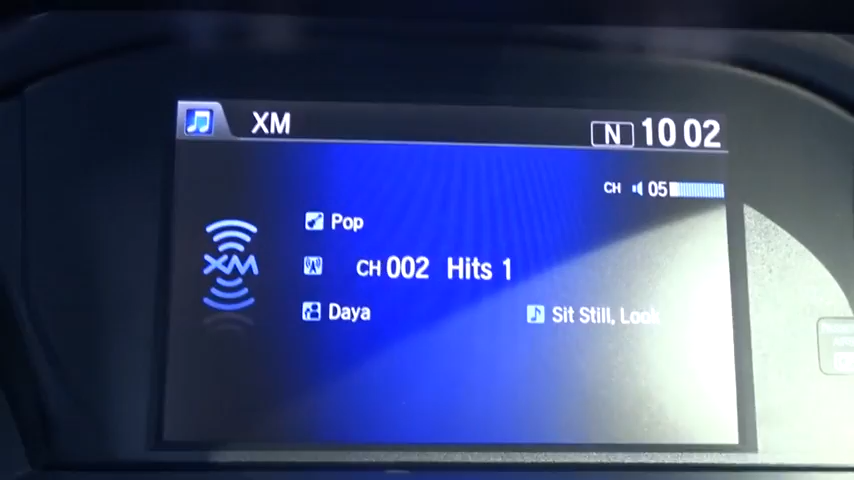 XM
N 10 02
CH 05
Pop
XM
CH 002 Hits 1
Daya
Sit Still, Look